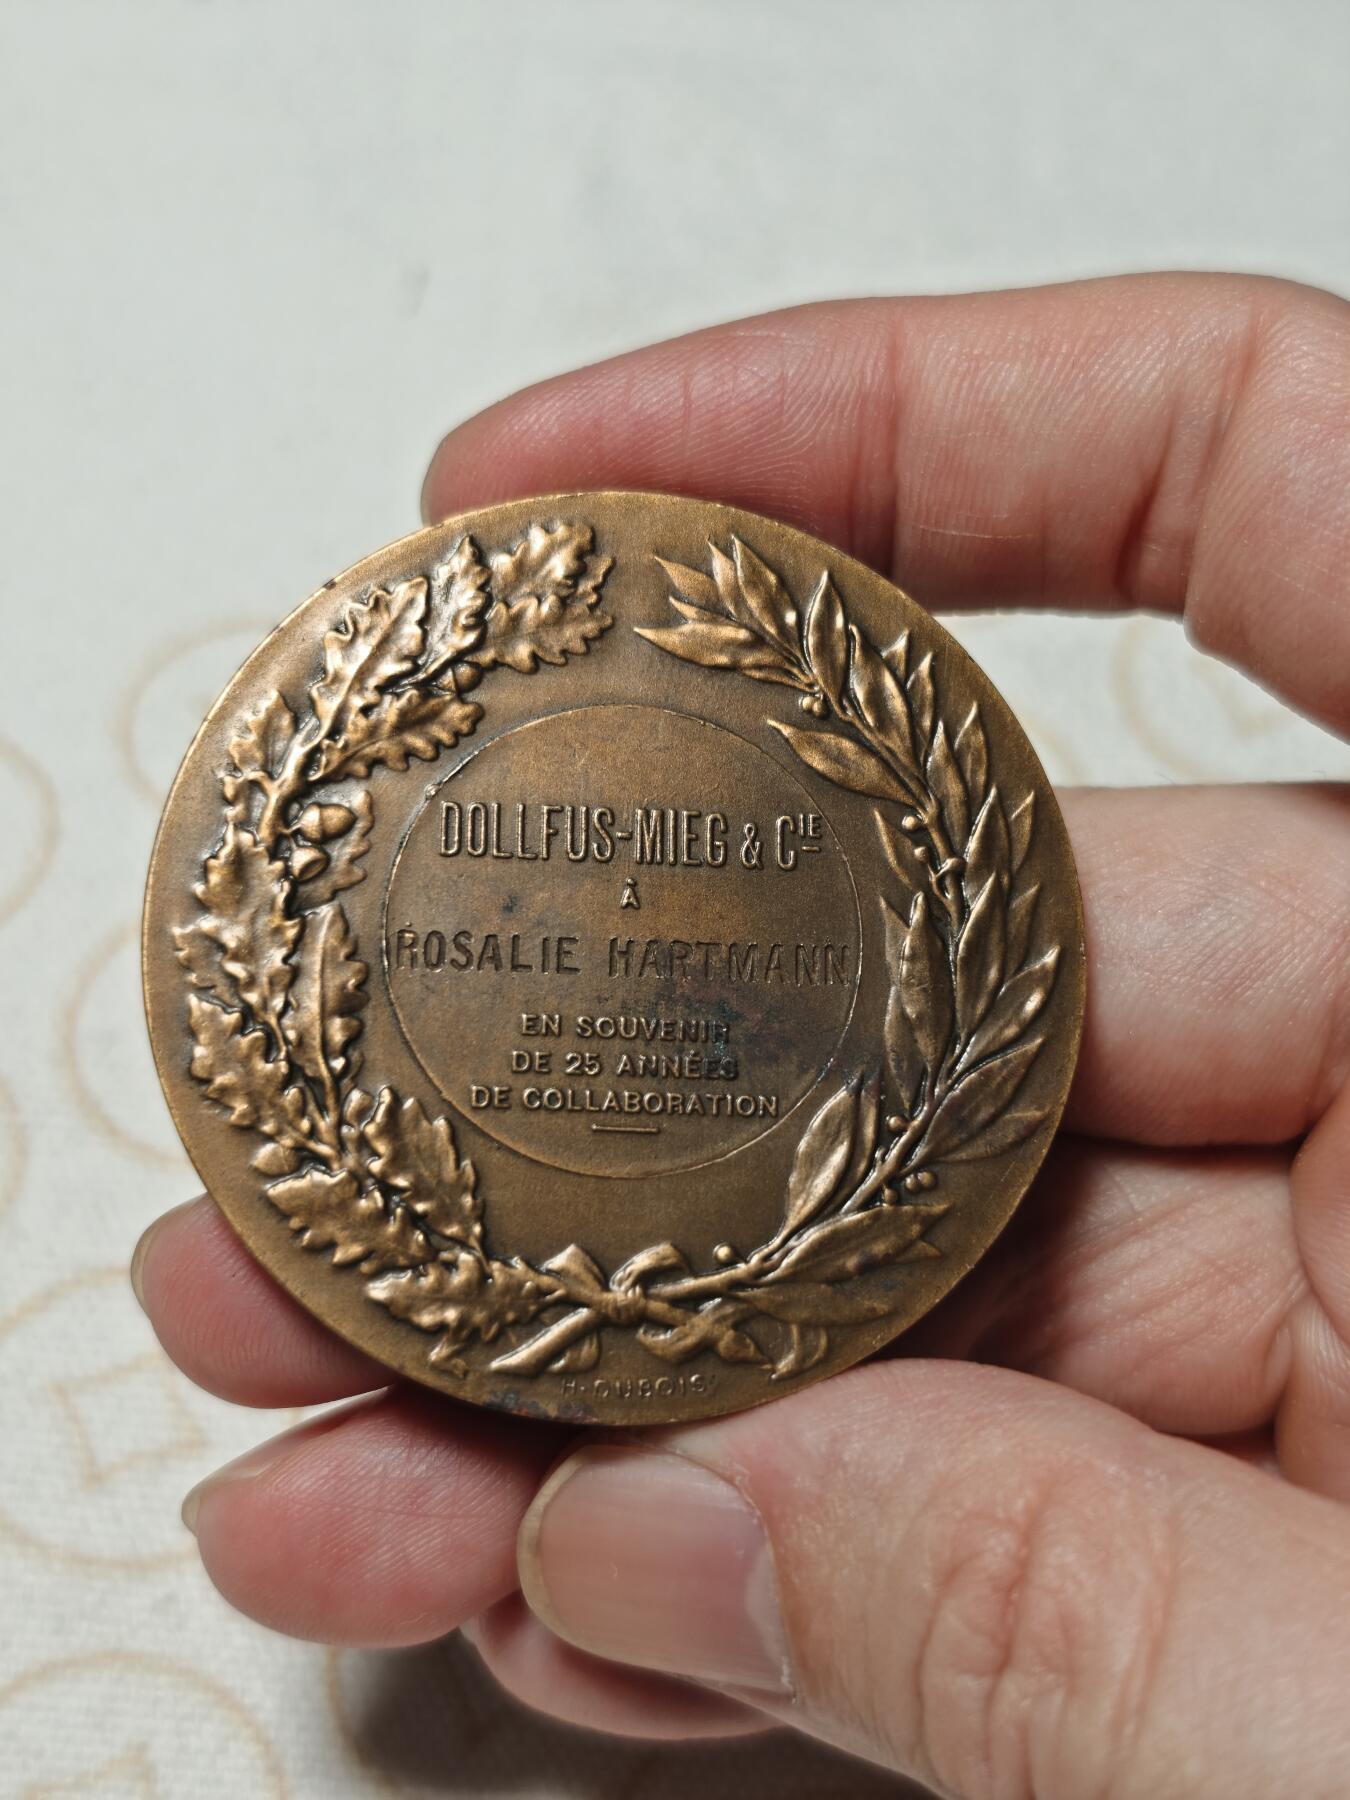 DOLLFUS-MIEG & CIE
À
ROSALIE HARTMANN
EN SOUVENIR
DE 25 ANNÉES
DE COLLABORATION
H. DUBOIS